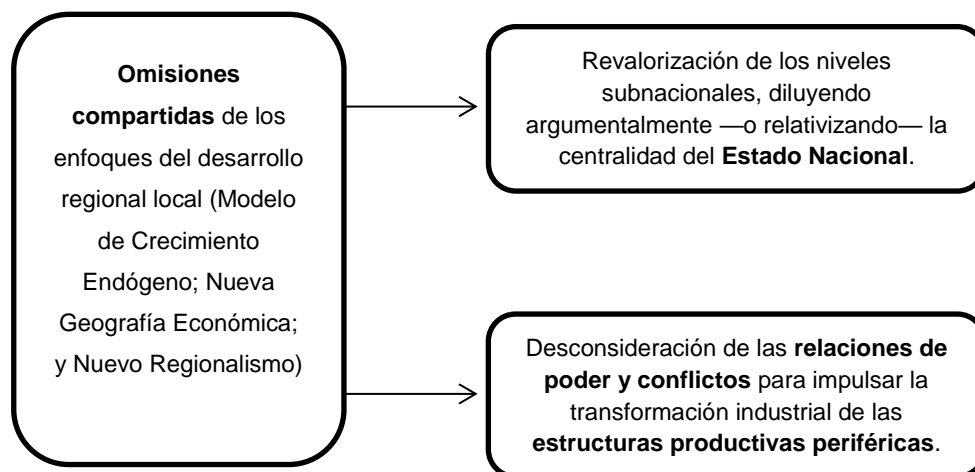 Omisiones
compartidas de los
enfoques del desarrollo
regional local (Modelo
de Crecimiento
Endógeno; Nueva
Geografía Económica;
y Nuevo Regionalismo)
Revalorización de los niveles
subnacionales, diluyendo
argumentalmente —o relativizando— la
centralidad del Estado Nacional.
Desconsideración de las relaciones de
poder y conflictos para impulsar la
transformación industrial de las
estructuras productivas periféricas.